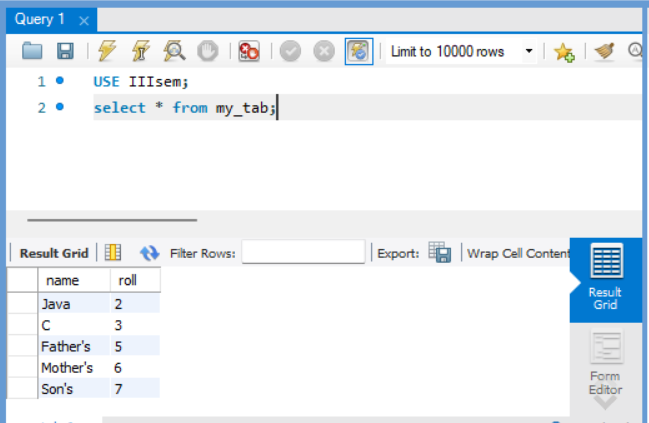 Query 1
Limit to 10000 rows
1 USE IIIsem;
2 select * from my_tab;
Result Grid Filter Rows: Export: Wrap Cell Content
name roll
Java 2
C 3
Father's 5
Mother's 6
Son's 7
Result
Grid
Form
Editor